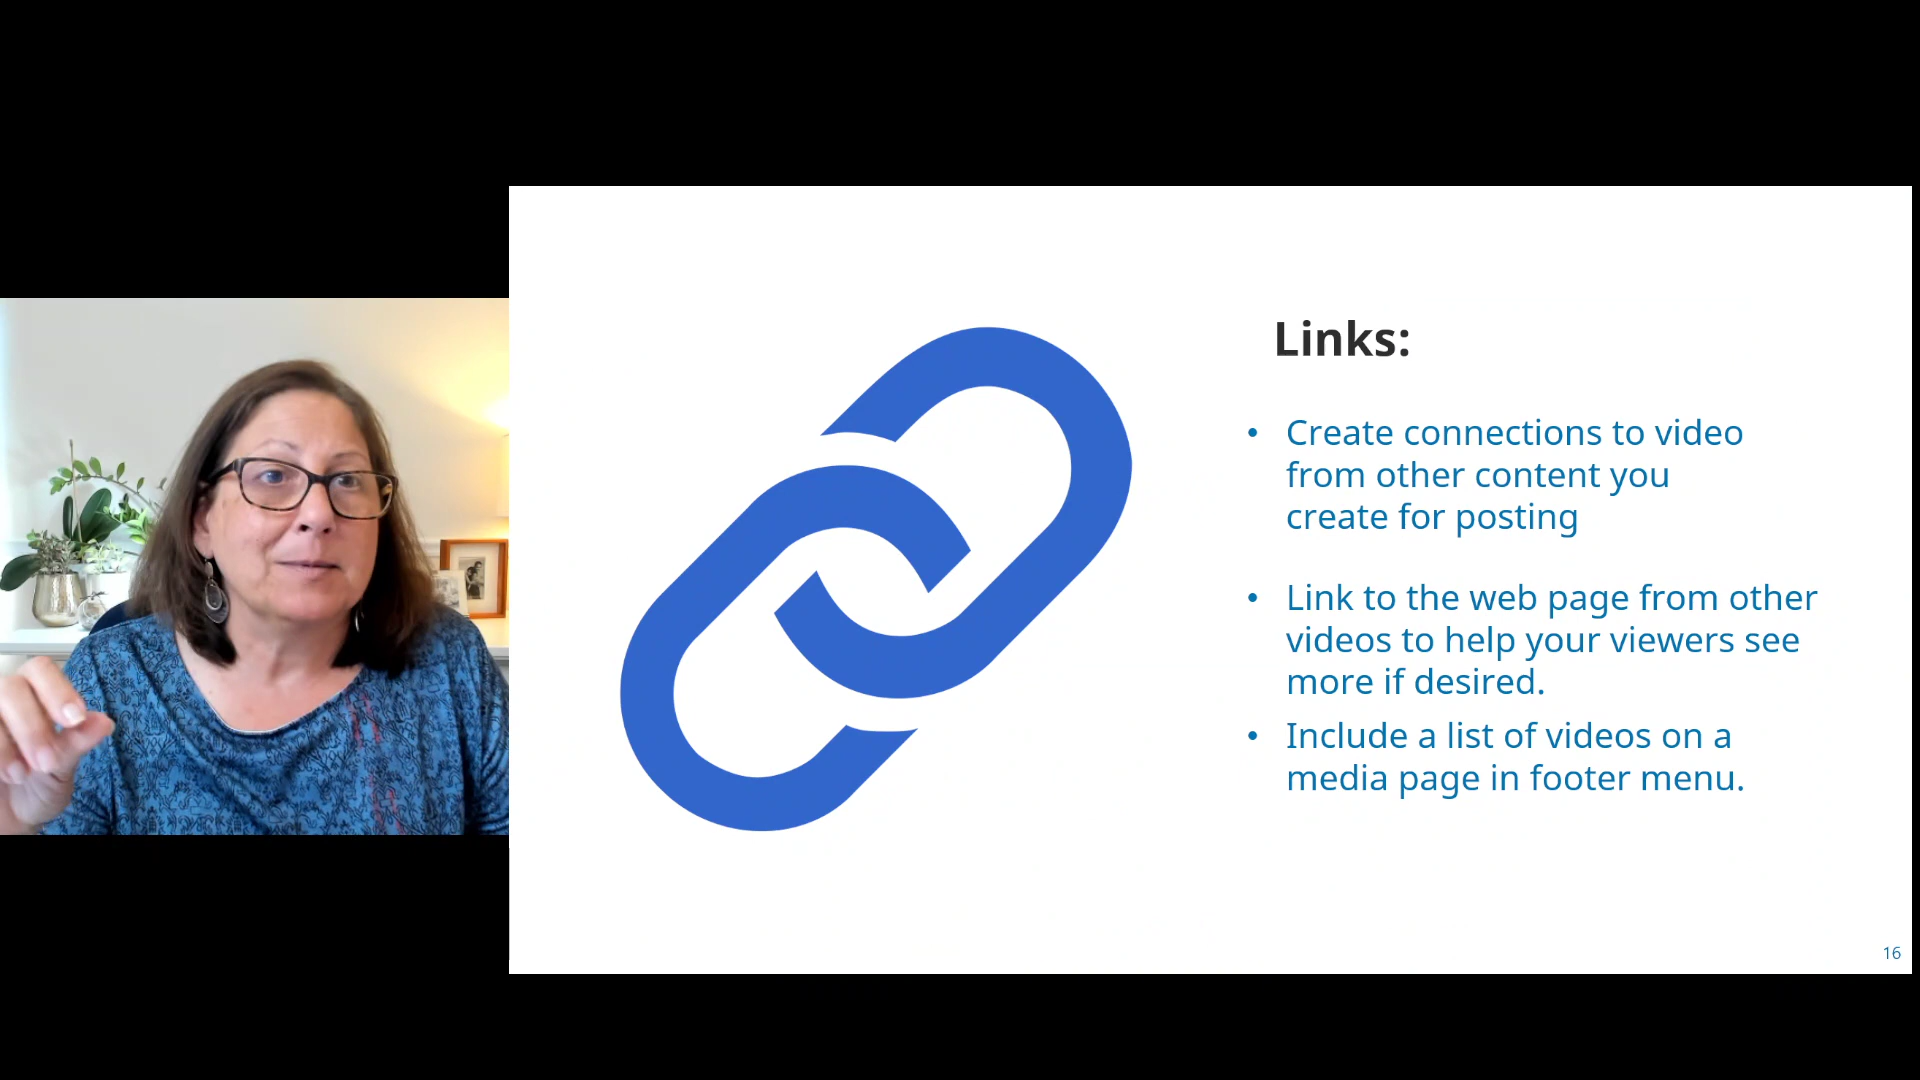 Links:
• Create connections to video
from other content you
create for posting
• Link to the web page from other
videos to help your viewers see
more if desired.
• Include a list of videos on a
media page in footer menu.
16